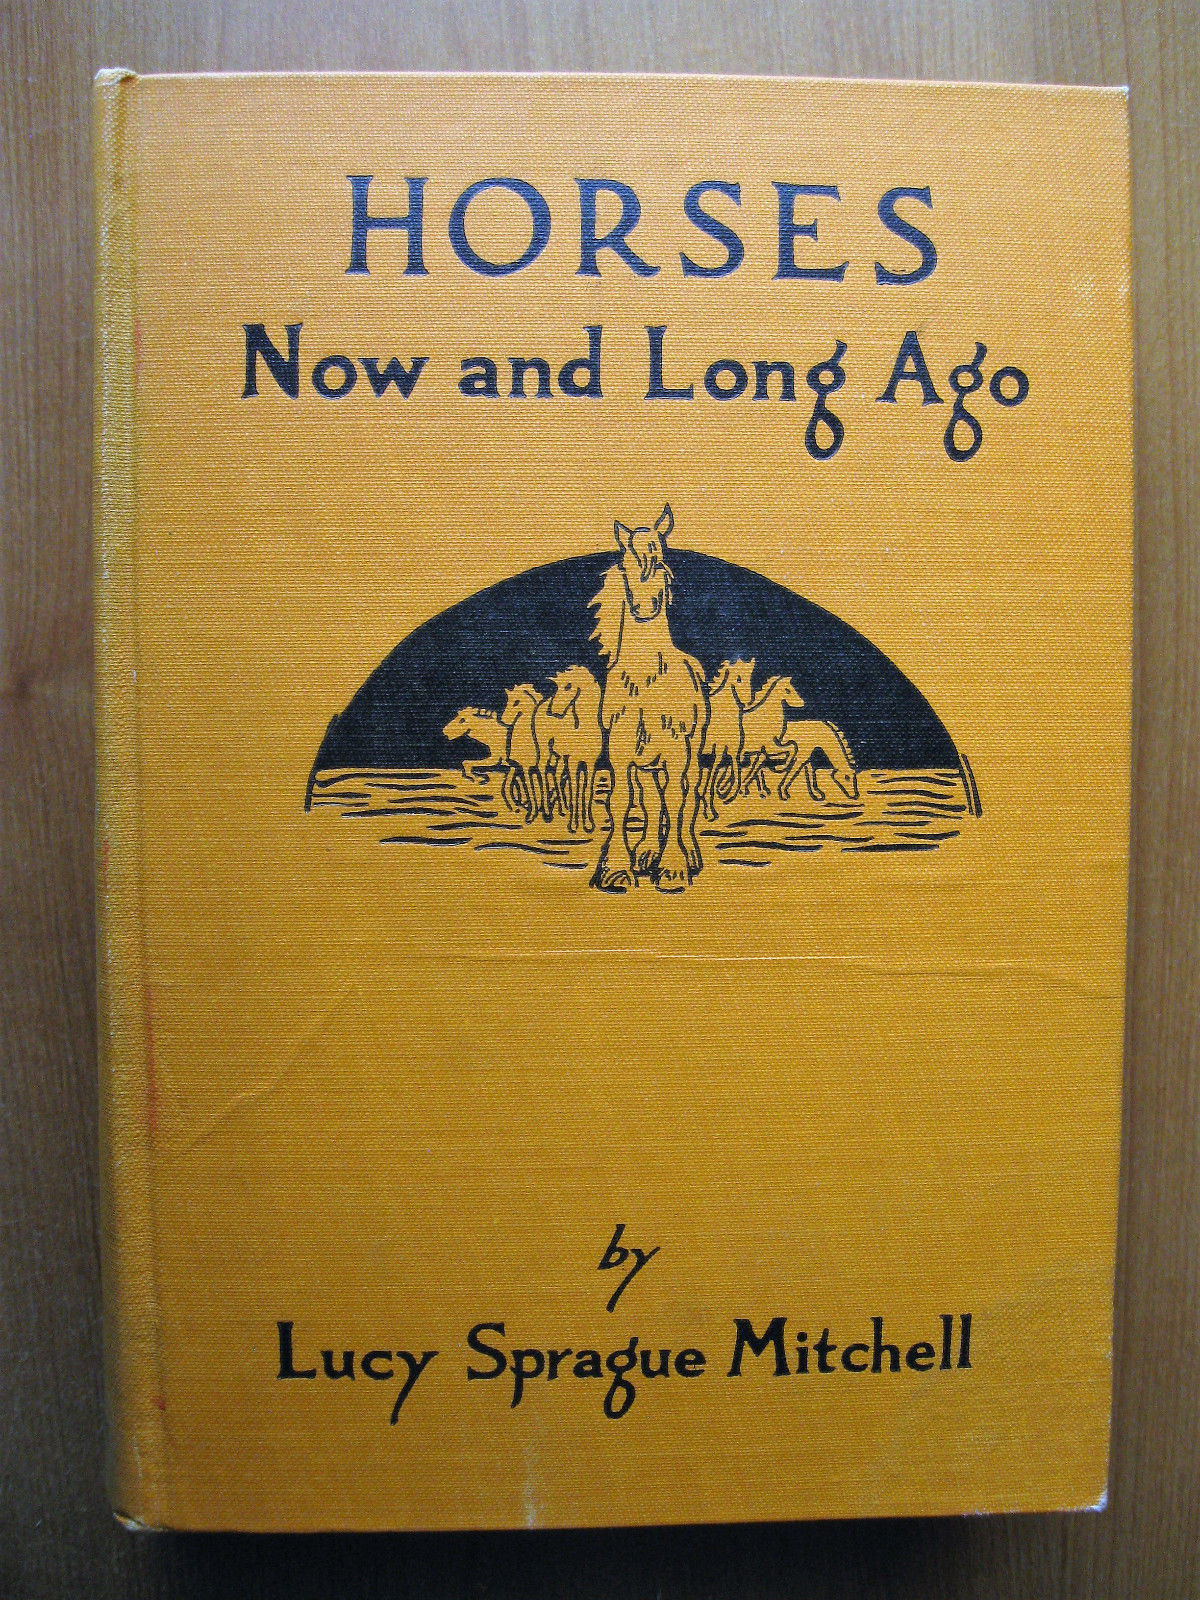 HORSES
Now and Long Ago
by
Lucy Sprague Mitchell